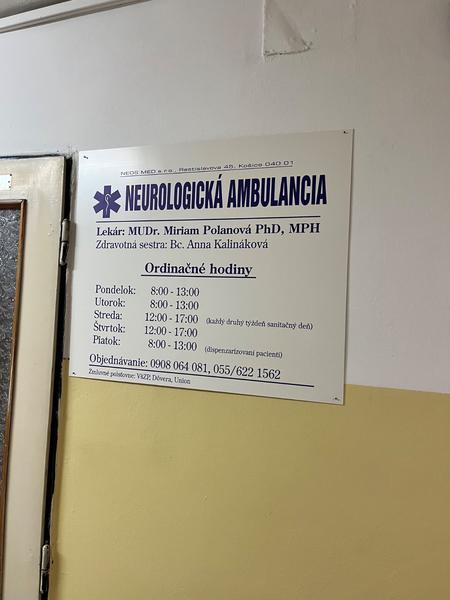 NEOS MED s.r.o., Rastislavova 45, Košice 040 01
NEUROLOGICKÁ AMBULANCIA
Lekár: MUDr. Miriam Polanová PhD, MPH
Zdravotná sestra: Bc. Anna Kalináková
Ordinačné hodiny
Pondelok: 8:00 - 13:00
Utorok: 8:00 - 13:00
Streda: 12:00 - 17:00 (každý druhý týždeň sanitačný deň)
Štvrtok: 12:00 - 17:00
Piatok: 8:00 - 13:00 (dispenzarizovaní pacienti)
Objednávanie: 0908 064 081, 055/622 1562
Zmluvné poisťovne: VšZP, Dôvera, Union